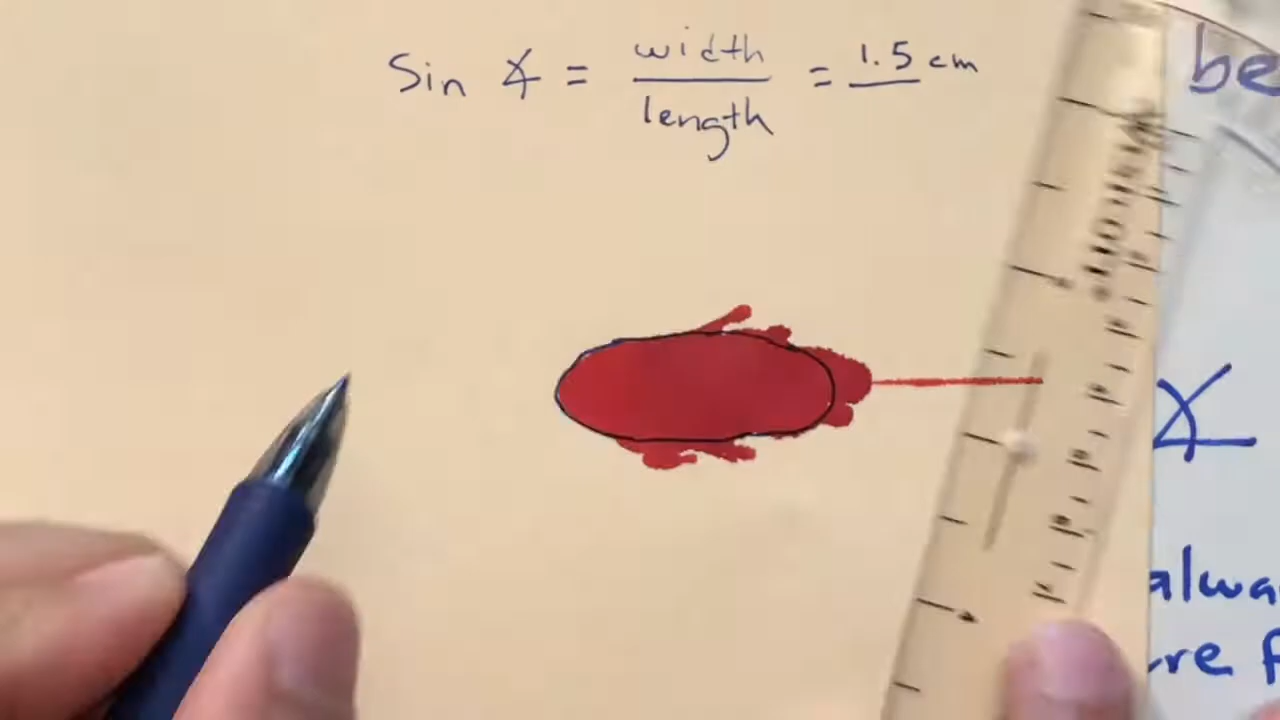 Sin ∡ = width/length = 1.5 cm
be
∡
alwa
re f